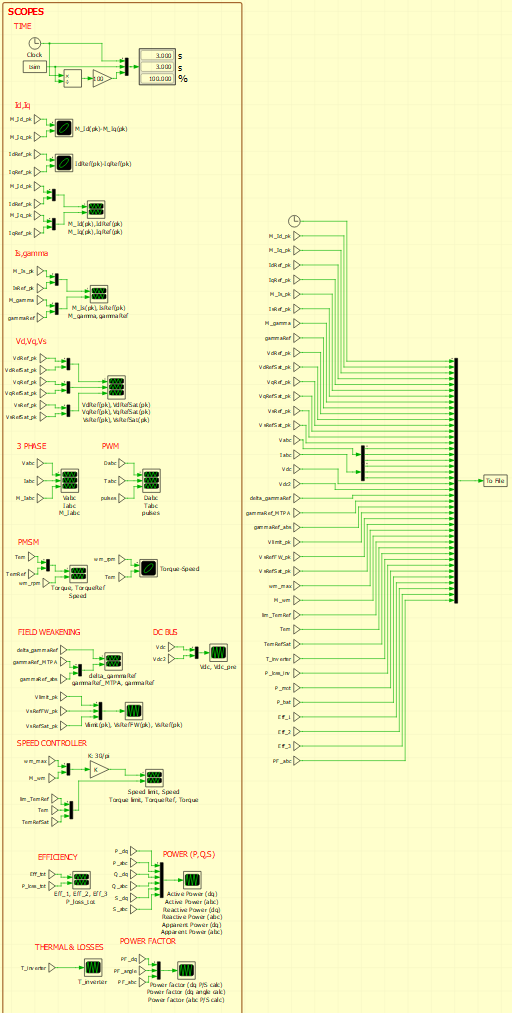 SCOPES
TIME
Clock
tsim
x
÷
100
3.000 s
3.000 s
100.000 %
Id,Iq
M_Id_pk
M_Iq_pk
M_Id(pk)-M_Iq(pk)
IdRef_pk
IqRef_pk
IdRef(pk)-IqRef(pk)
M_Id_pk
IdRef_pk
M_Iq_pk
IqRef_pk
M_Id(pk),IdRef(pk)
M_Iq(pk),IqRef(pk)
Is,gamma
M_Is_pk
IsRef_pk
M_gamma
gammaRef
M_Is(pk), IsRef(pk)
M_gamma, gammaRef
Vd,Vq,Vs
VdRef_pk
VdRefSat_pk
VqRef_pk
VqRefSat_pk
VsRef_pk
VsRefSat_pk
VdRef(pk), VdRefSat(pk)
VqRef(pk), VqRefSat(pk)
VsRef(pk), VsRefSat(pk)
3 PHASE
Vabc
Iabc
M_Iabc
Vabc
Iabc
M_Iabc
PWM
Dabc
Tabc
pulses
Dabc
Tabc
pulses
PMSM
Tem
TemRef
wm_rpm
Torque, TorqueRef
Speed
wm_rpm
Tem
Torque-Speed
FIELD WEAKENING
delta_gammaRef
gammaRef_MTPA
gammaRef_abs
delta_gammaRef
gammaRef_MTPA, gammaRef
Vlimit_pk
VsRefFW_pk
VsRefSat_pk
Vlimt(pk), VsRefFW(pk), VsRef(pk)
DC BUS
Vdc
Vdc2
Vdc, Vdc_pre
SPEED CONTROLLER
wm_max
M_wm
K: 30/pi
K
lim_TemRef
Tem
TemRefSat
Speed limt, Speed
Torque limt, TorqueRef, Torque
EFFICIENCY
Eff_tot
P_loss_tot
Eff_1, Eff_2, Eff_3
P_loss_tot
POWER (P,Q,S)
P_dq
P_abc
Q_dq
Q_abc
S_dq
S_abc
Active Power (dq)
Active Power (abc)
Reactive Power (dq)
Reactive Power (abc)
Apparent Power (dq)
Apparent Power (abc)
THERMAL & LOSSES
T_inverter
T_inverter
POWER FACTOR
PF_dq
PF_angle
PF_abc
Power factor (dq P/S calc)
Power factor (dq angle calc)
Power factor (abc P/S calc)
M_Id_pk
M_Iq_pk
IdRef_pk
IqRef_pk
M_Is_pk
IsRef_pk
M_gamma
gammaRef
VdRef_pk
VdRefSat_pk
VqRef_pk
VqRefSat_pk
VsRef_pk
VsRefSat_pk
Vabc
Iabc
Vdc
Vdc2
delta_gammaRef
gammaRef_MTPA
gammaRef_abs
Vlimit_pk
VsRefFW_pk
VsRefSat_pk
wm_max
M_wm
lim_TemRef
Tem
TemRefSat
T_inverter
P_loss_inv
P_mot
P_bat
Eff_1
Eff_2
Eff_3
PF_abc
To File